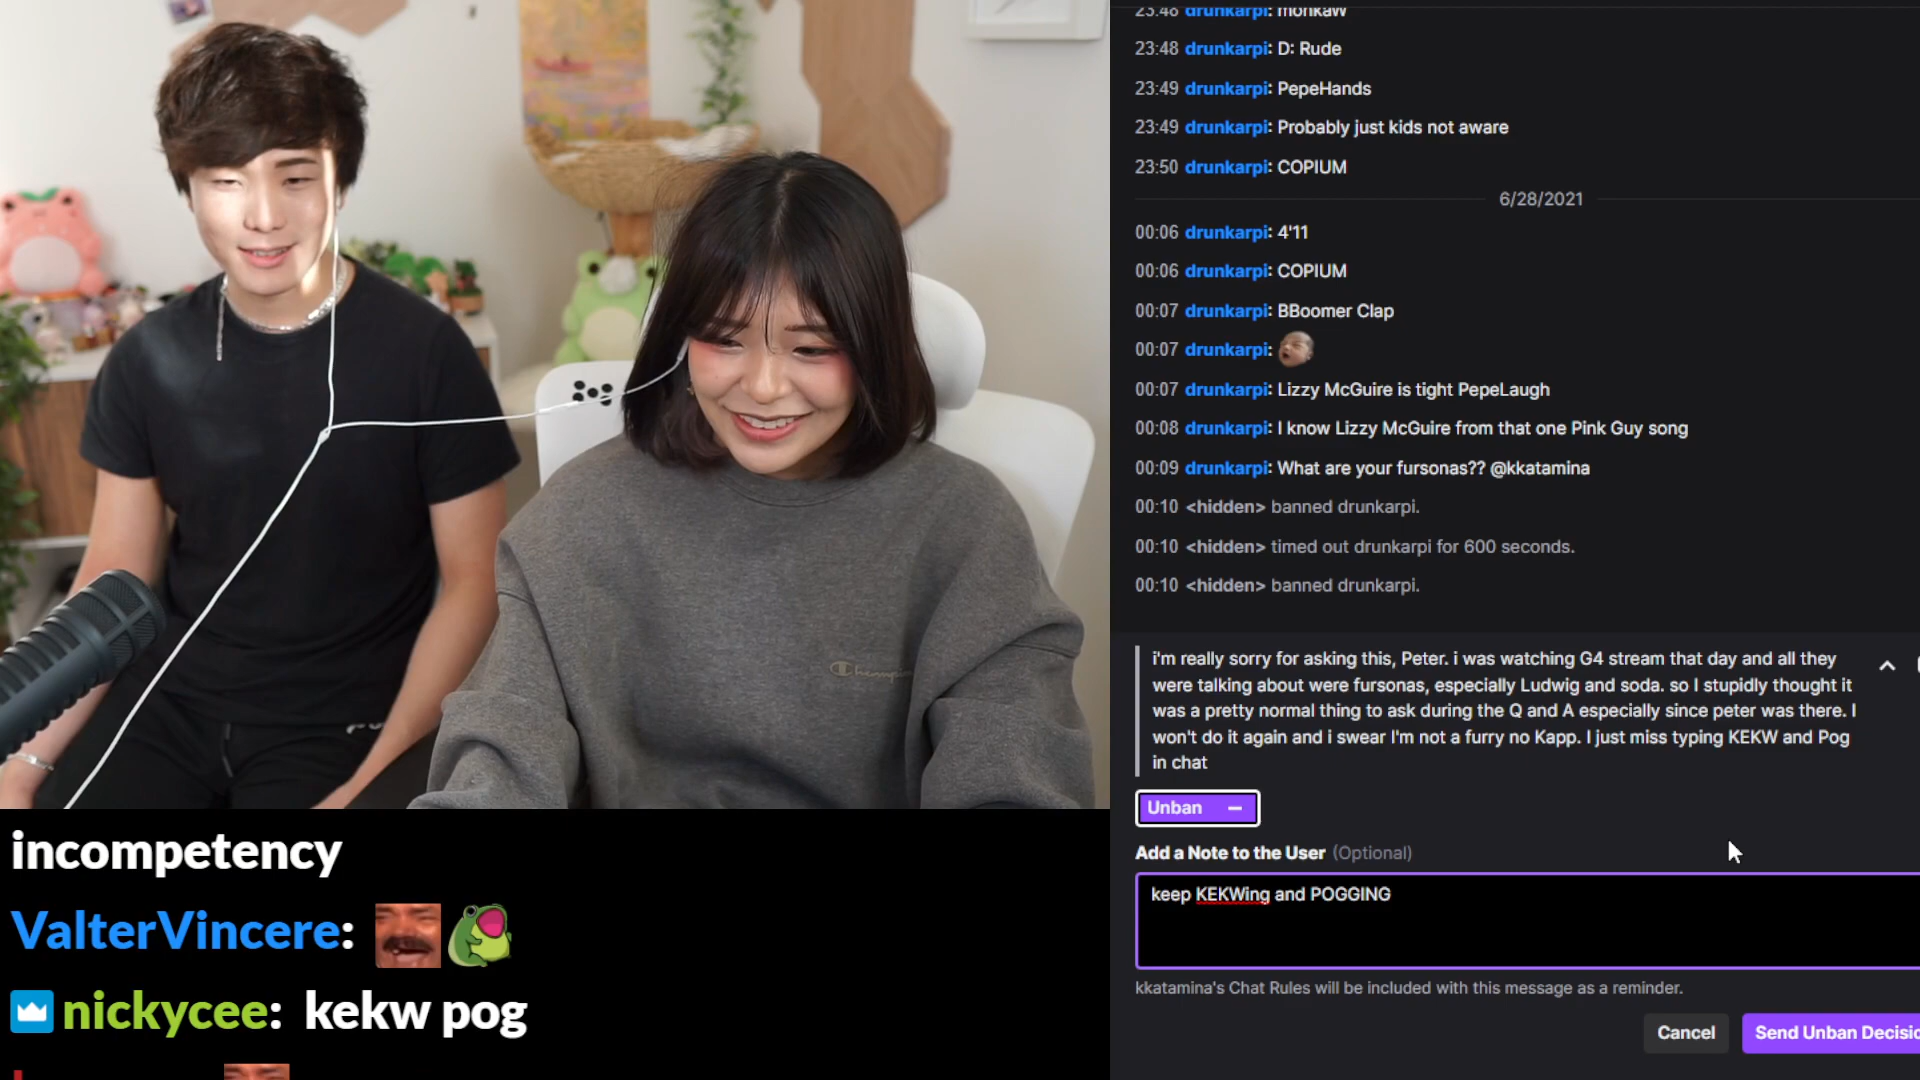 23:48 drunkarpi: monkaW
23:48 drunkarpi: D: Rude
23:49 drunkarpi: PepeHands
23:49 drunkarpi: Probably just kids not aware
23:50 drunkarpi: COPIUM
6/28/2021
00:06 drunkarpi: 4'11
00:06 drunkarpi: COPIUM
00:07 drunkarpi: BBoomer Clap
00:07 drunkarpi:
00:07 drunkarpi: Lizzy McGuire is tight PepeLaugh
00:08 drunkarpi: I know Lizzy McGuire from that one Pink Guy song
00:09 drunkarpi: What are your fursonas?? @kkatamina
00:10 <hidden> banned drunkarpi.
00:10 <hidden> timed out drunkarpi for 600 seconds.
00:10 <hidden> banned drunkarpi.
i'm really sorry for asking this, Peter. i was watching G4 stream that day and all they
were talking about were fursonas, especially Ludwig and soda. so I stupidly thought it
was a pretty normal thing to ask during the Q and A especially since peter was there. I
won't do it again and i swear I'm not a furry no Kapp. I just miss typing KEKW and Pog
in chat
Unban
Add a Note to the User (Optional)
keep KEKWing and POGGING
kkatamina's Chat Rules will be included with this message as a reminder.
Cancel
Send Unban Decisio
Champion
incompetency
ValterVincere:
nickycee: kekw pog